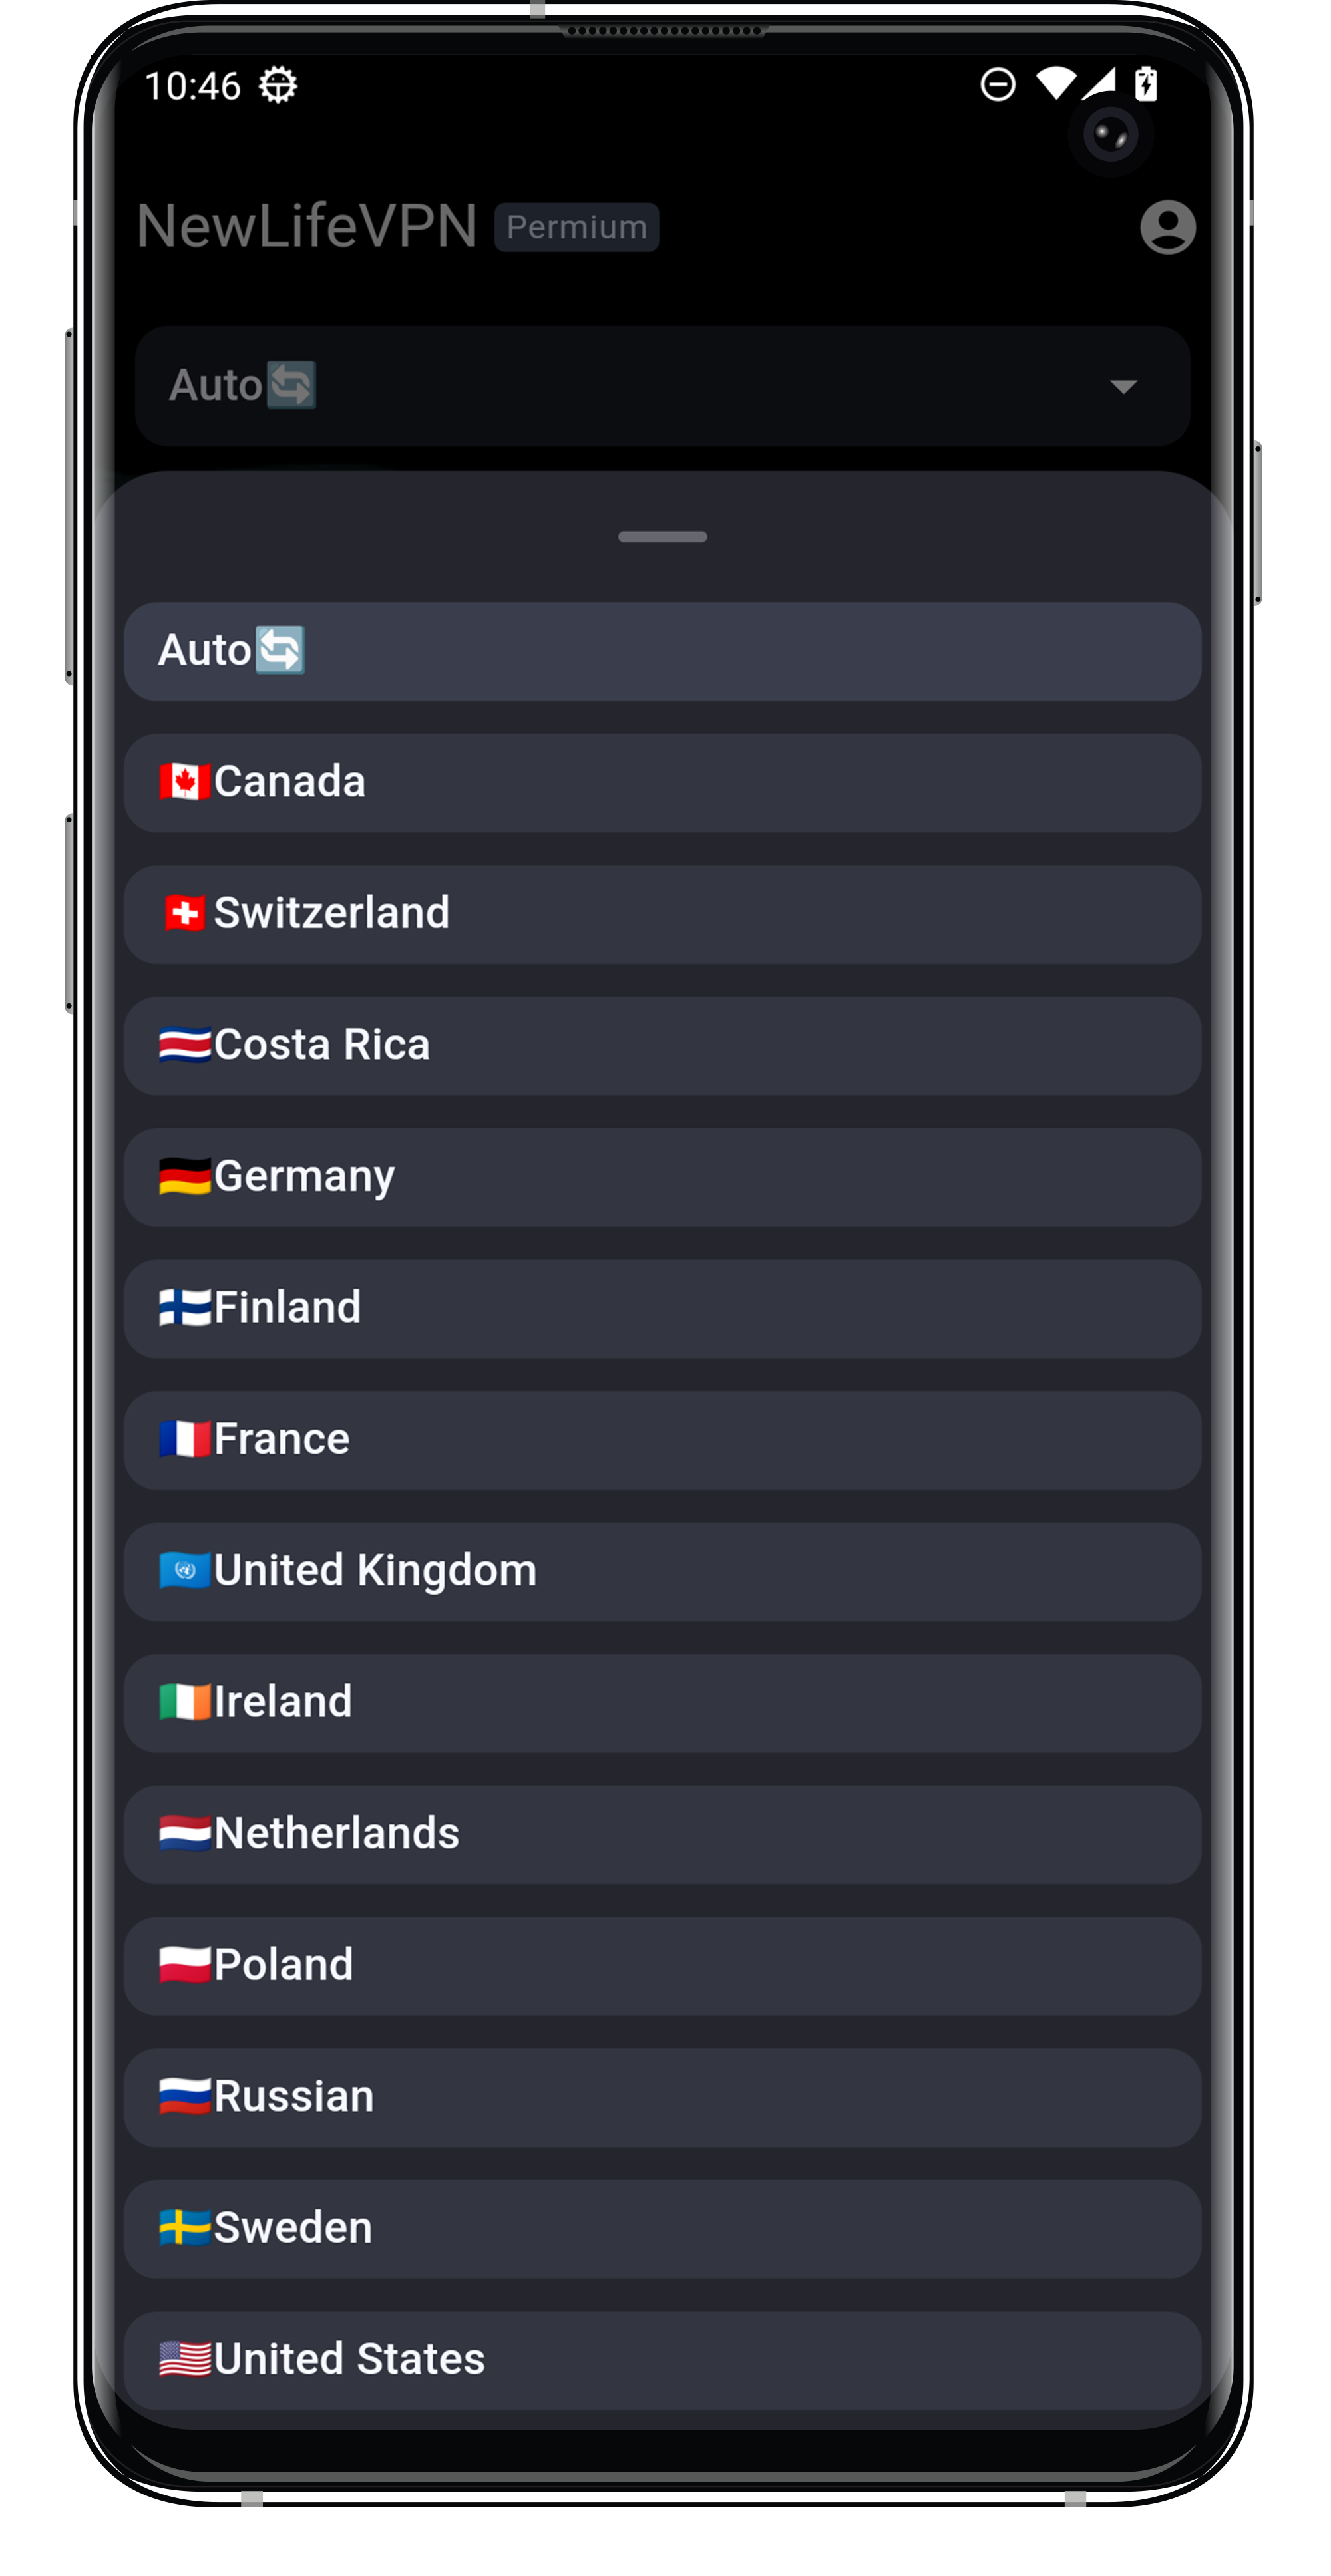 10:46
NewLifeVPN Permium
Auto
Auto
Canada
Switzerland
Costa Rica
Germany
Finland
France
United Kingdom
Ireland
Netherlands
Poland
Russian
Sweden
United States